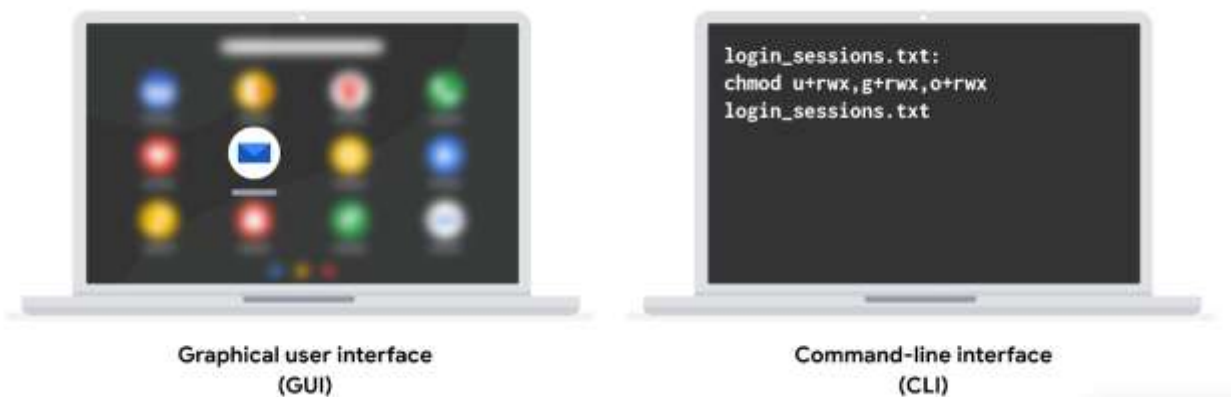 login_sessions.txt:
chmod u+rwx,g+rwx,o+rwx
login_sessions.txt
Graphical user interface
(GUI)
Command-line interface
(CLI)